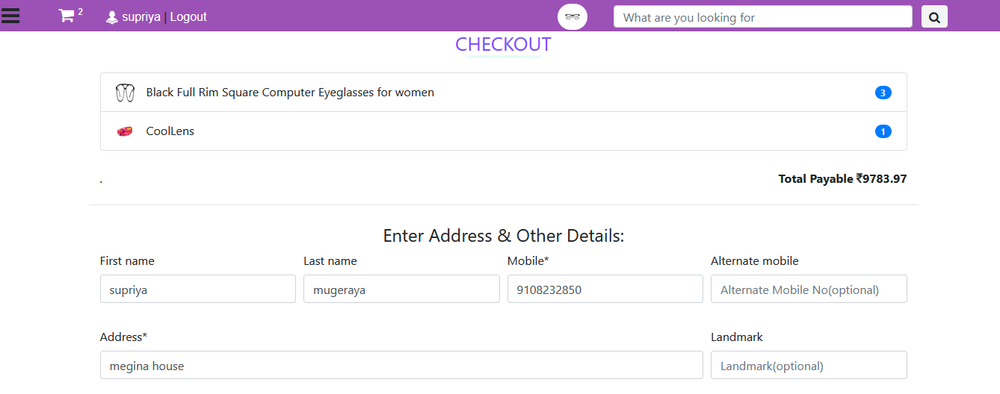 2 supriya | Logout What are you looking for
CHECKOUT
Black Full Rim Square Computer Eyeglasses for women 3
CoolLens 1
. Total Payable ₹9783.97
Enter Address & Other Details:
First name Last name Mobile* Alternate mobile
supriya mugeraya 9108232850 Alternate Mobile No(optional)
Address* Landmark
megina house Landmark(optional)